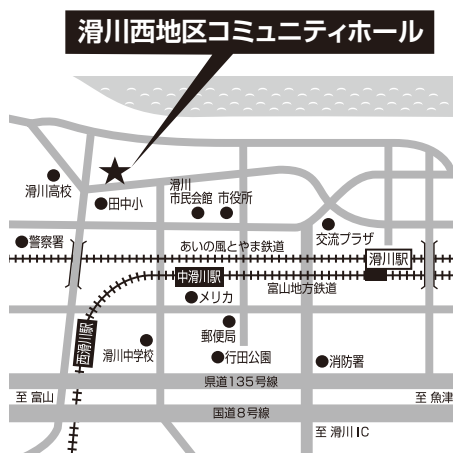 滑川西地区コミュニティホール
滑川高校
田中小
滑川
市民会館
市役所
警察署
あいの風とやま鉄道
交流プラザ
滑川駅
中滑川駅
富山地方鉄道
メリカ
西滑川駅
滑川中学校
郵便局
行田公園
消防署
県道135号線
至 富山
至 魚津
国道8号線
至 滑川IC